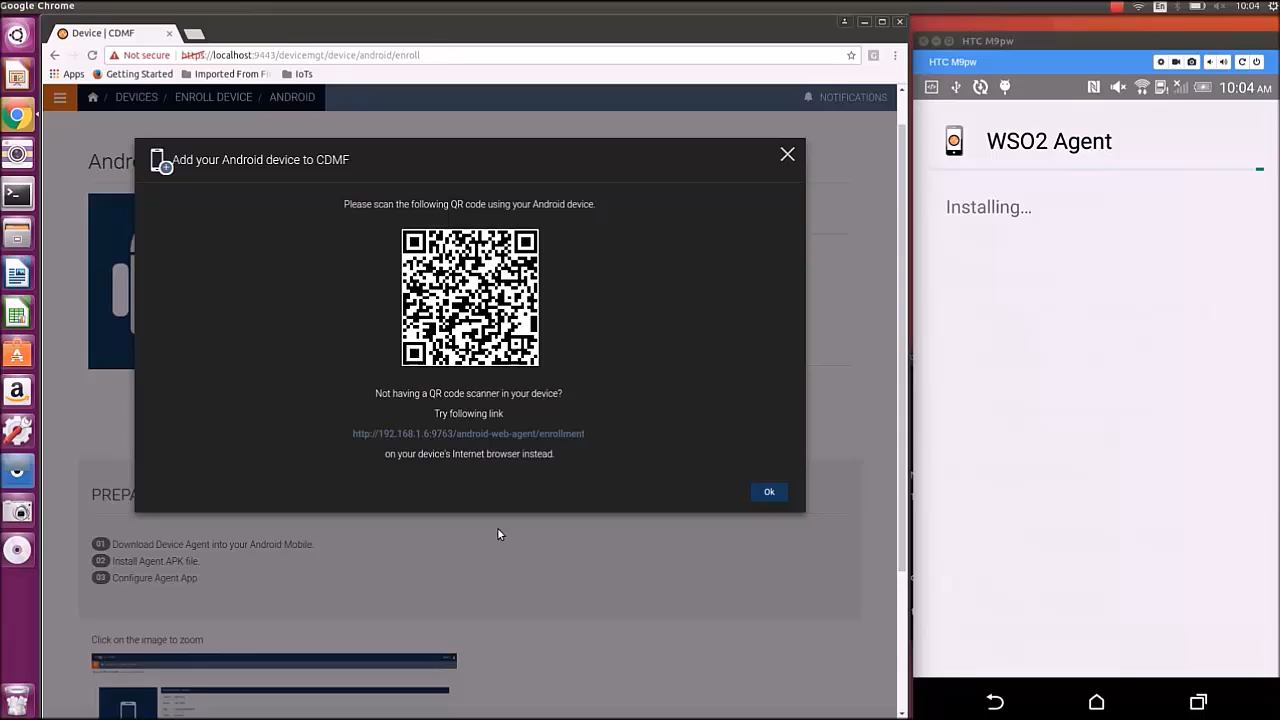 Google Chrome
En
10:04
Device | CDMF
Not secure
https://localhost:9443/devicemgt/device/android/enroll
Apps
Getting Started
Imported From Fi
IoTs
DEVICES / ENROLL DEVICE / ANDROID
NOTIFICATIONS
Andr
Add your Android device to CDMF
Please scan the following QR code using your Android device.
Not having a QR code scanner in your device?
Try following link
http://192.168.1.6:9763/android-web-agent/enrollment
on your device's Internet browser instead.
Ok
PREPA
01 Download Device Agent into your Android Mobile.
02 Install Agent APK file.
03 Configure Agent App
Click on the image to zoom
HTC M9pw
HTC M9pw
10:04 AM
WSO2 Agent
Installing...